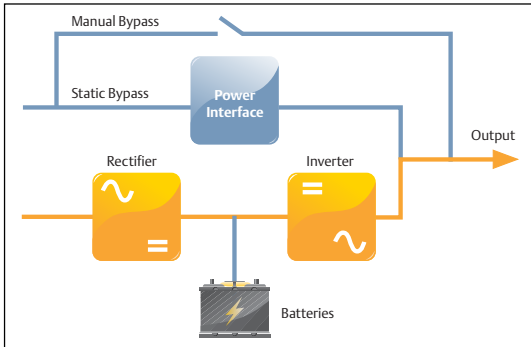 Manual Bypass
Static Bypass
Power
Interface
Output
Rectifier
Inverter
Batteries